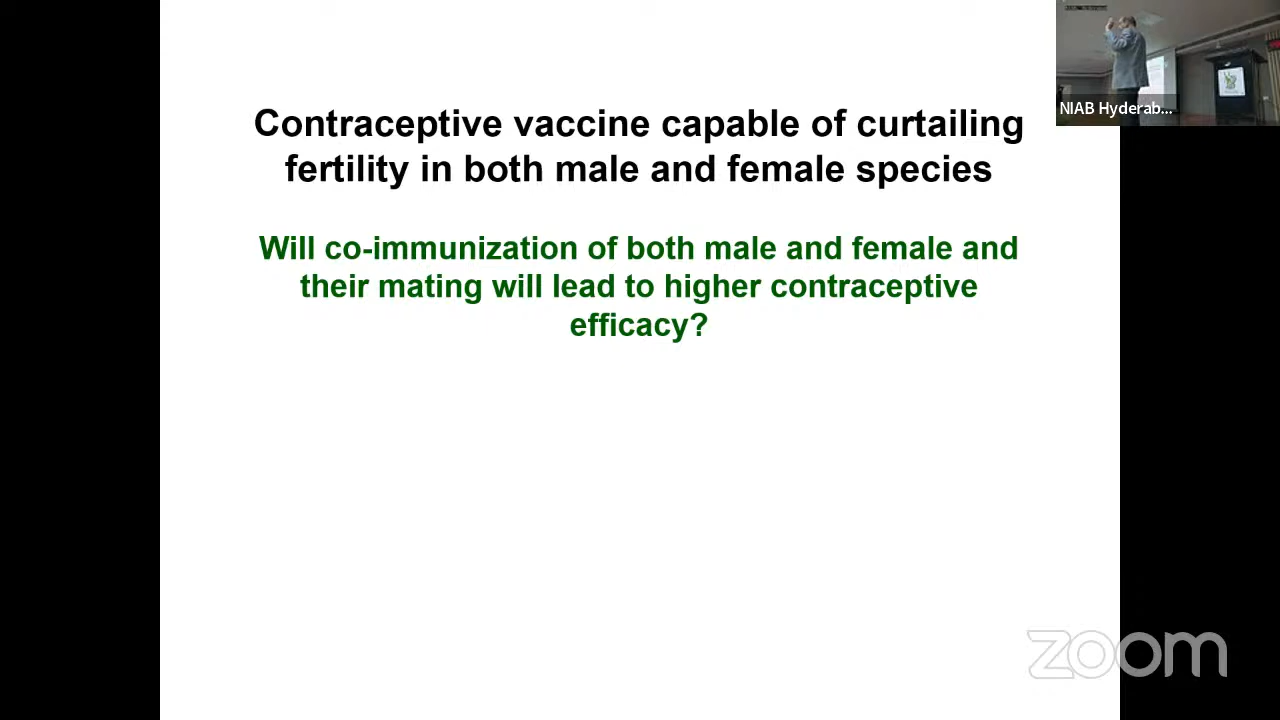 Contraceptive vaccine capable of curtailing
fertility in both male and female species
Will co-immunization of both male and female and
their mating will lead to higher contraceptive
efficacy?
NIAB Hyderab...
zoom